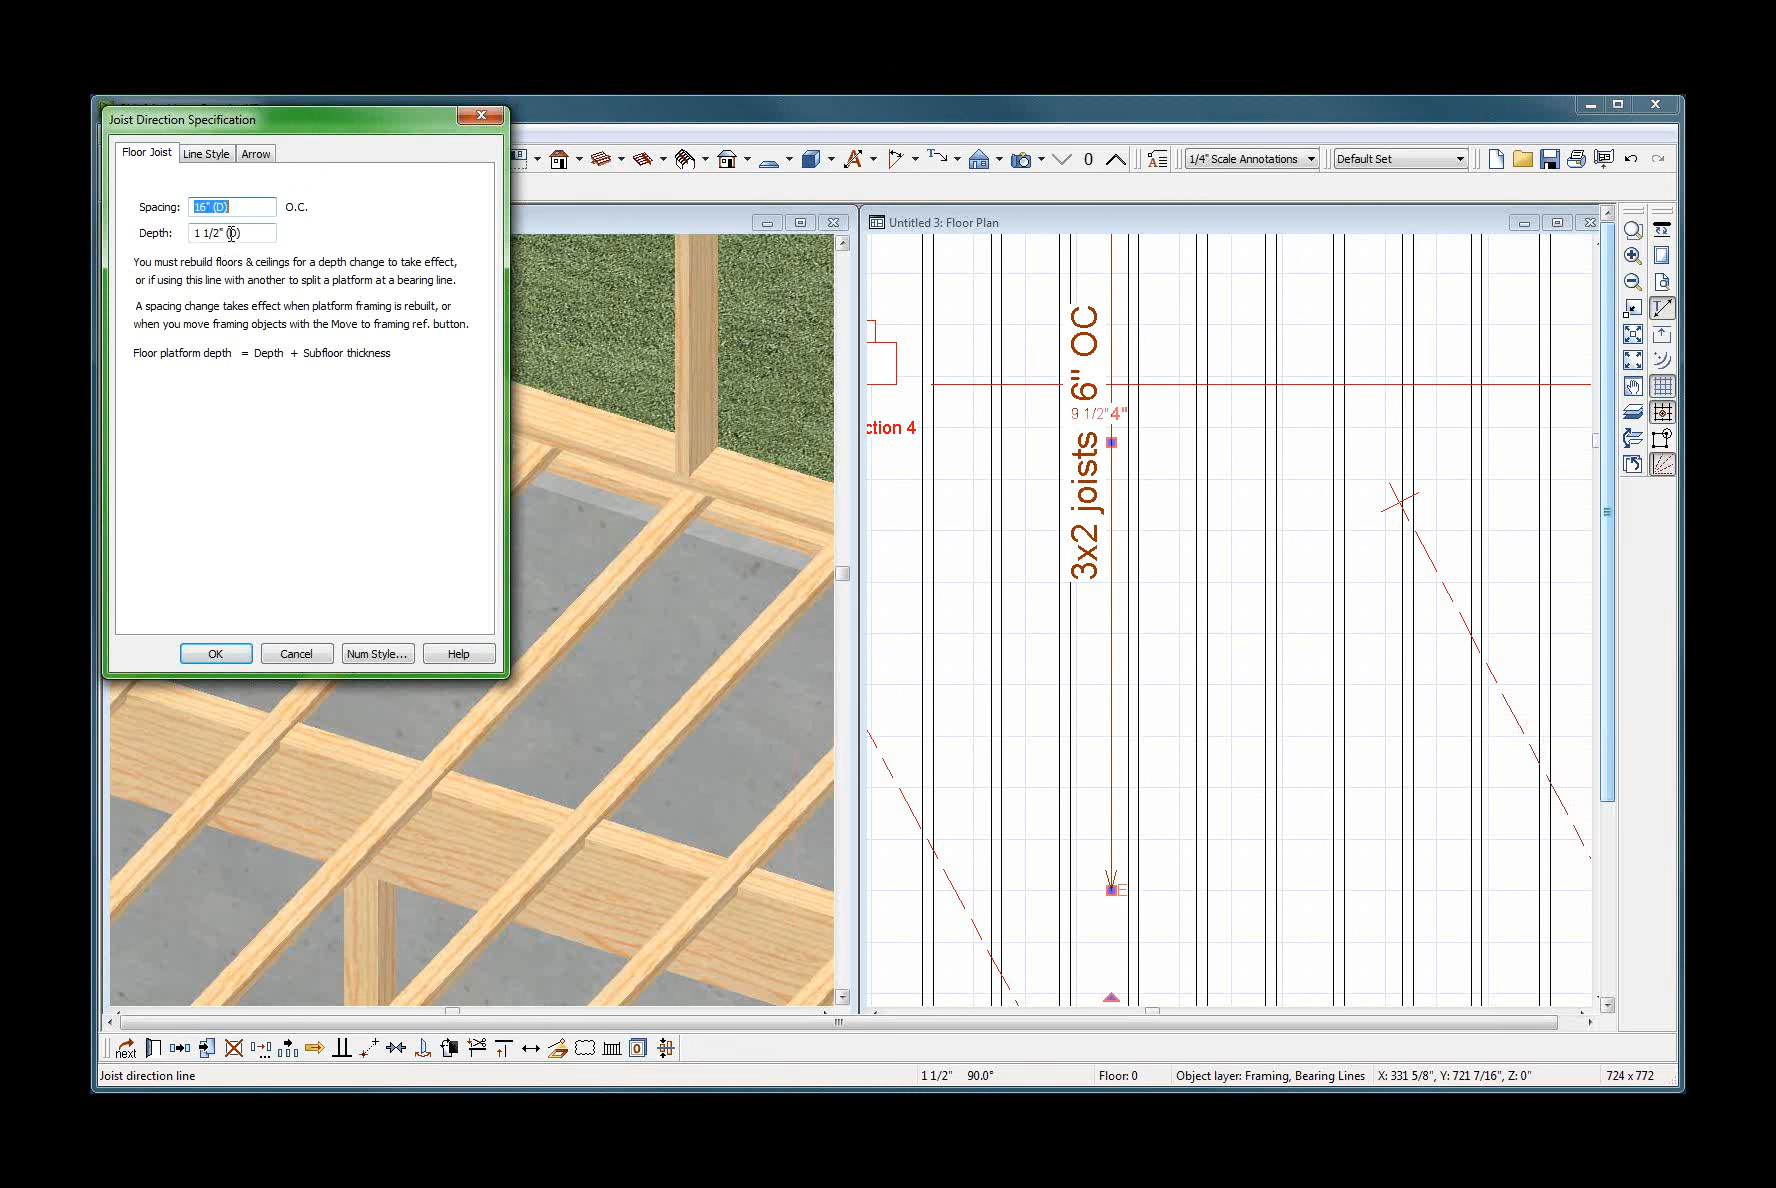 Joist Direction Specification
Floor Joist
Line Style
Arrow
Spacing: 16" (D) O.C.
Depth: 1 1/2" (D)
You must rebuild floors & ceilings for a depth change to take effect,
or if using this line with another to split a platform at a bearing line.
A spacing change takes effect when platform framing is rebuilt, or
when you move framing objects with the Move to framing ref. button.
Floor platform depth = Depth + Subfloor thickness
OK
Cancel
Num Style...
Help
0
1/4" Scale Annotations
Default Set
Untitled 3: Floor Plan
3x2 joists 6" OC
9 1/2"
4"
ction 4
E
next
Joist direction line
1 1/2"
90.0°
Floor: 0
Object layer: Framing, Bearing Lines
X: 331 5/8", Y: 721 7/16", Z: 0"
724 x 772